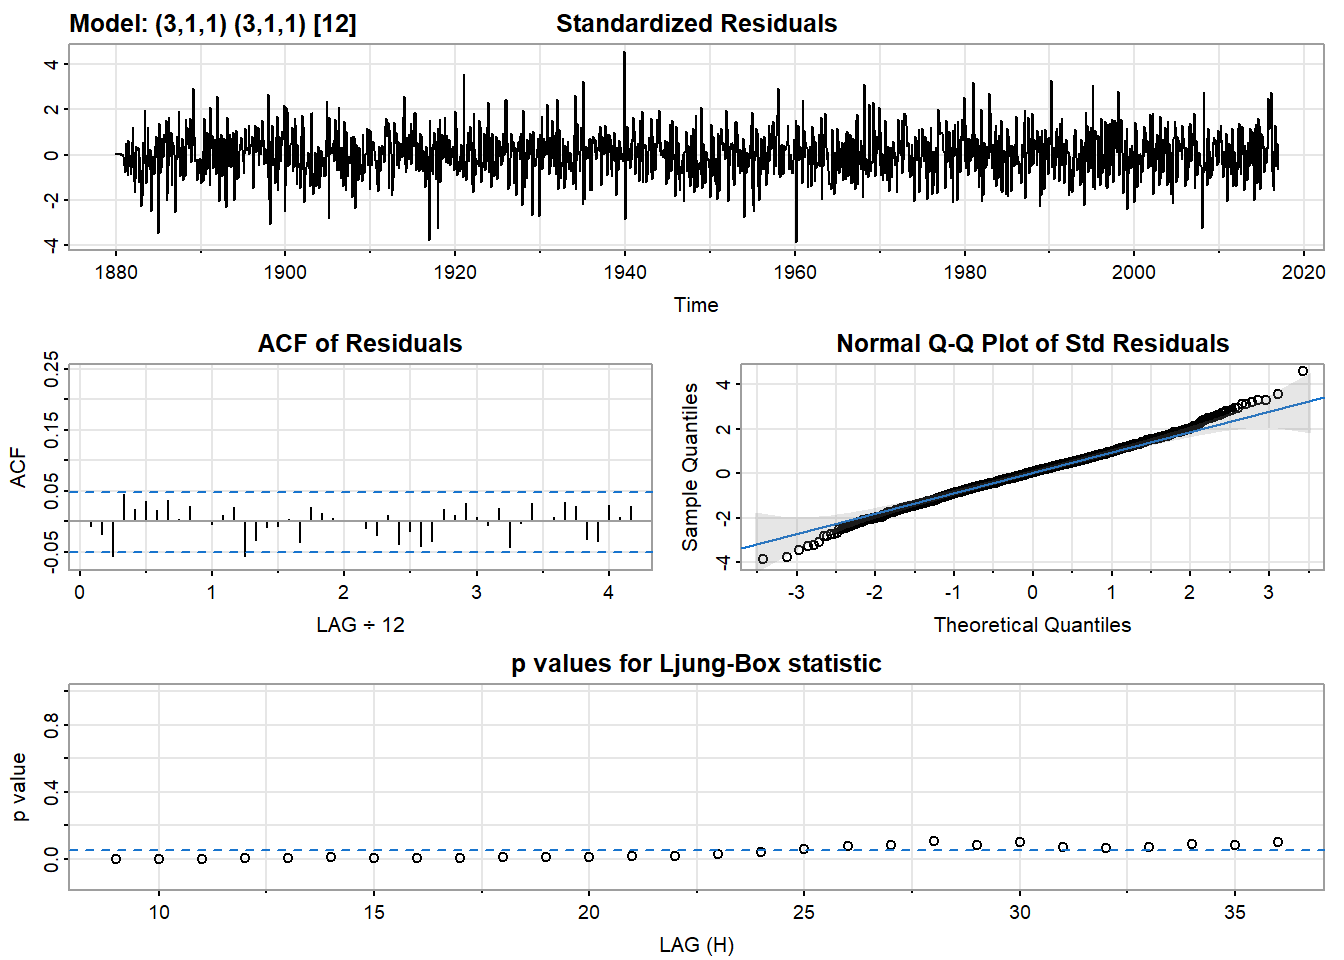 Model: (3,1,1) (3,1,1) [12]
Standardized Residuals
4
2
0
-2
-4
1880 1900 1920 1940 1960 1980 2000 2020
Time
ACF of Residuals
ACF
0.25
0.15
0.05
-0.05
0 1 2 3 4
LAG ÷ 12
Normal Q-Q Plot of Std Residuals
Sample Quantiles
4
2
0
-2
-4
-3 -2 -1 0 1 2 3
Theoretical Quantiles
p values for Ljung-Box statistic
p value
0.8
0.4
0.0
10 15 20 25 30 35
LAG (H)